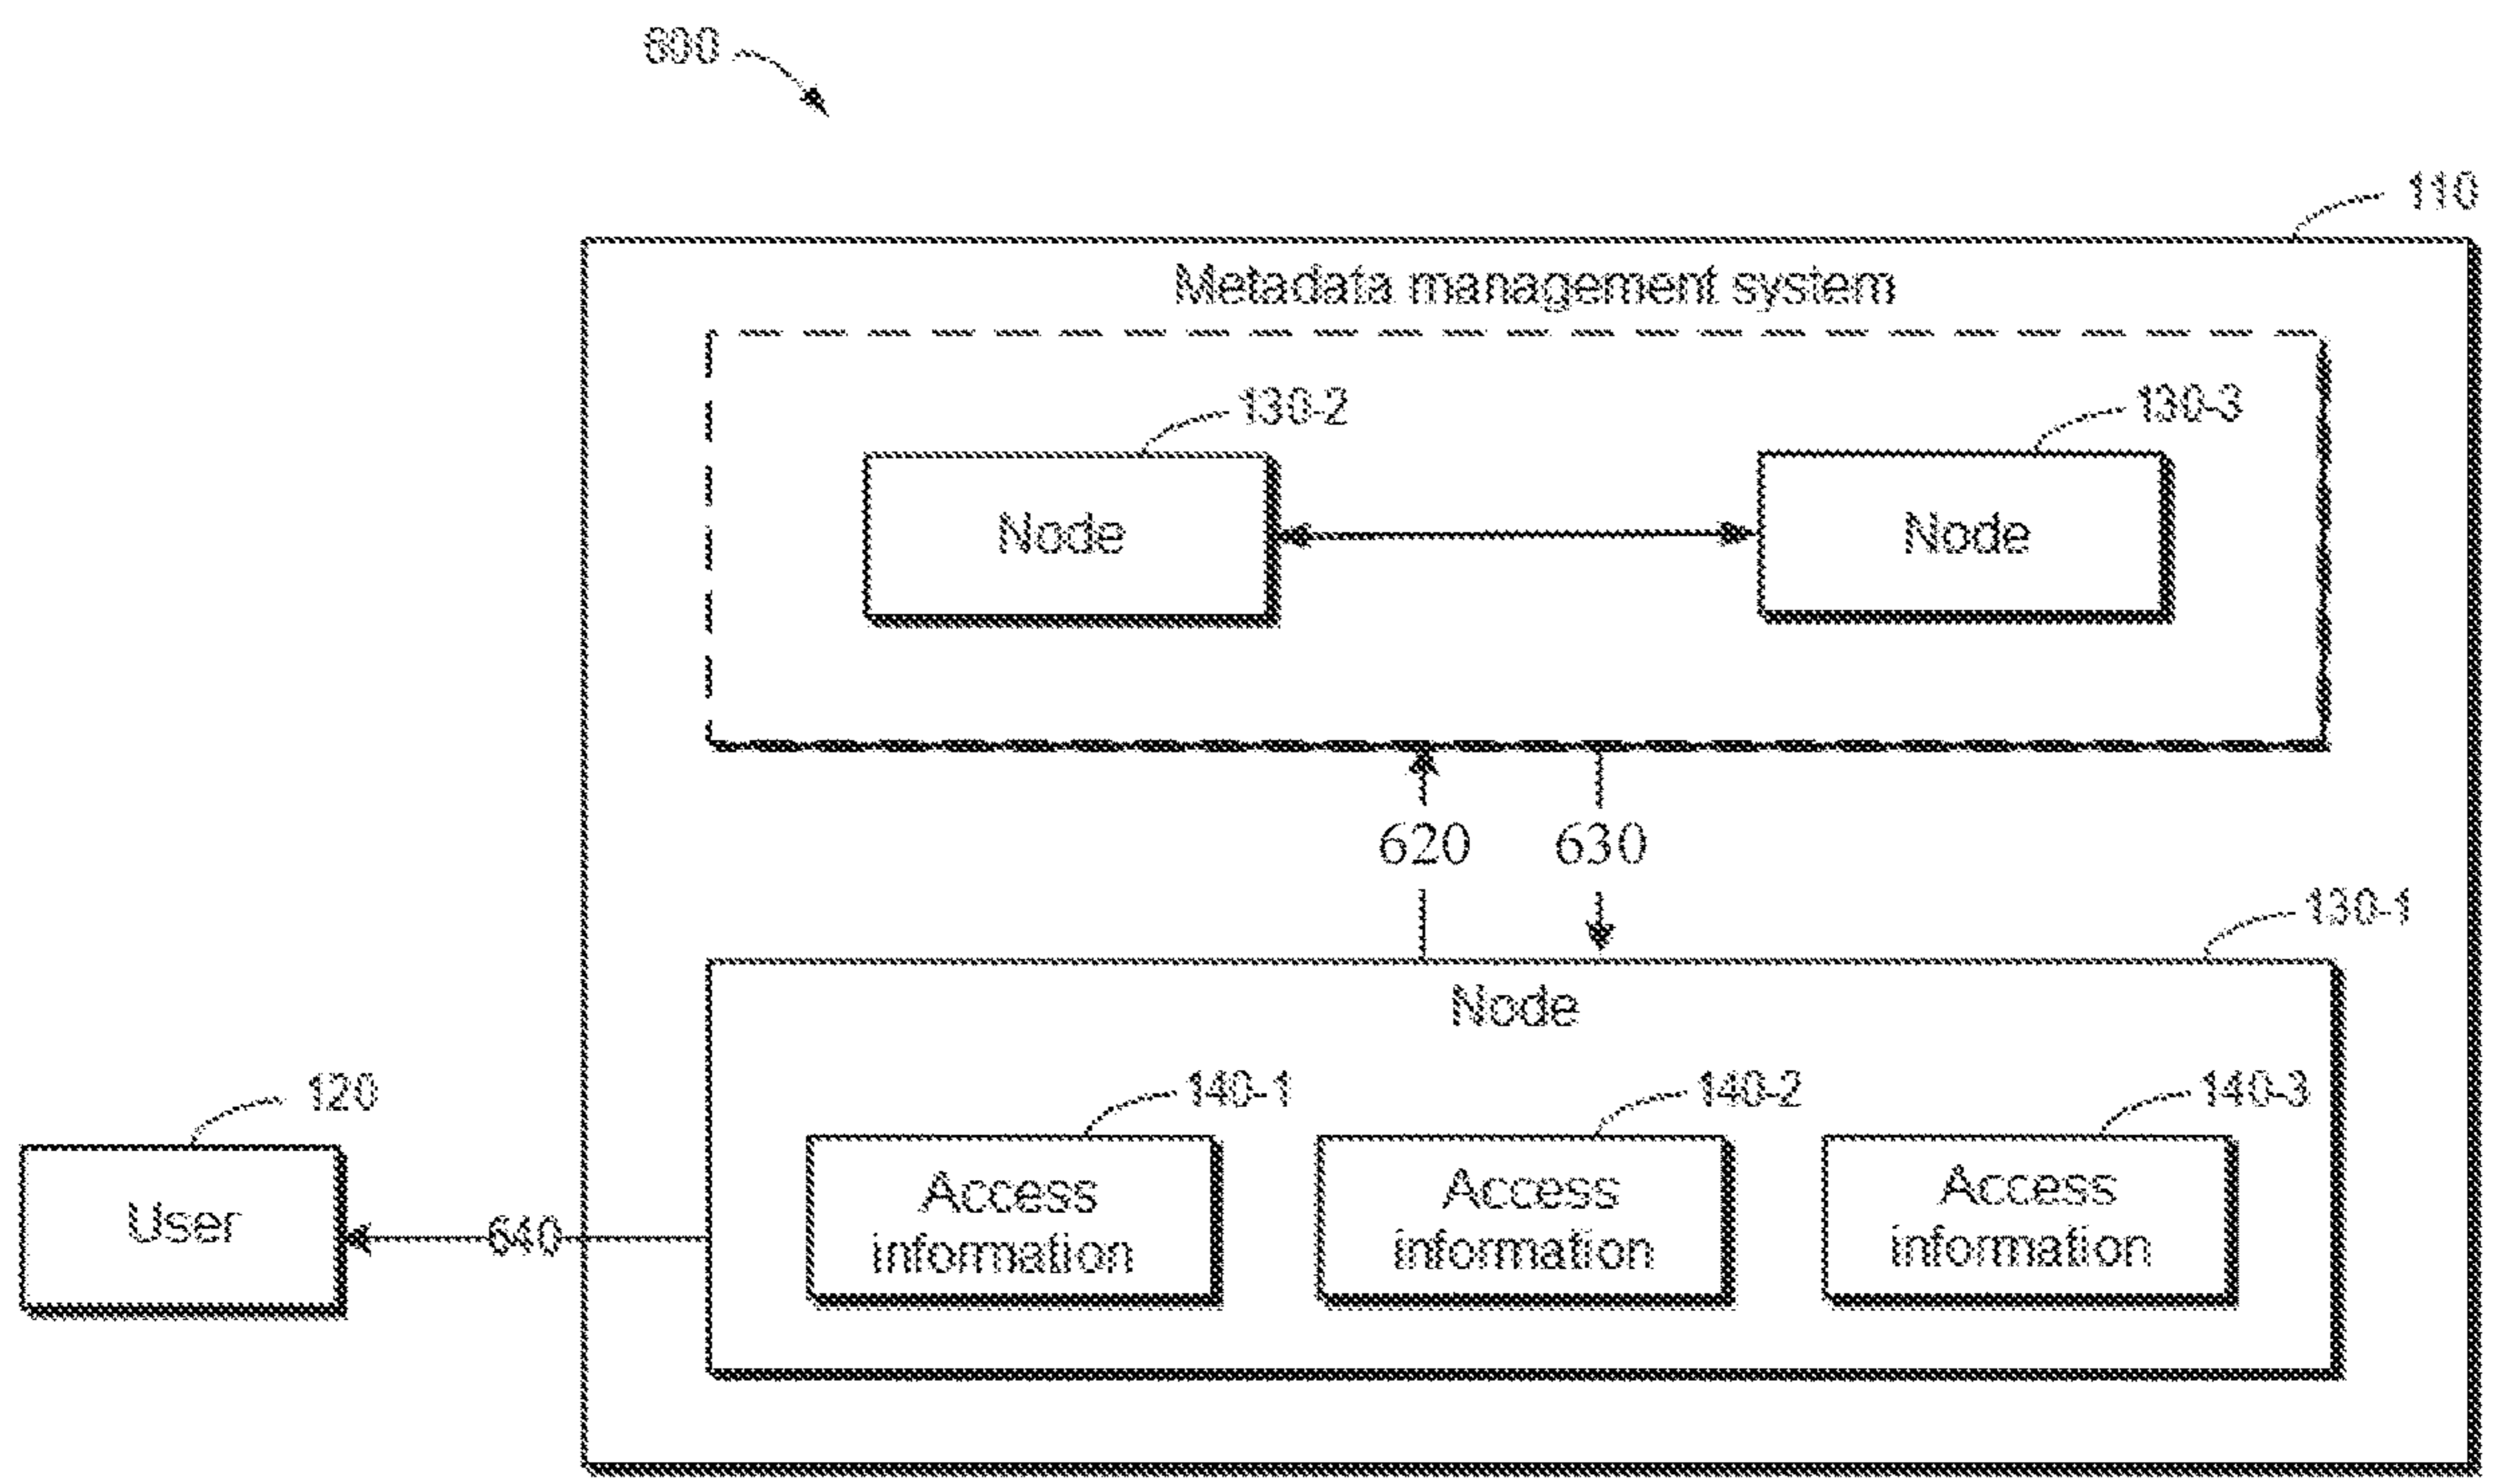 600
110
Metadata management system
130-2
130-3
Node
Node
620
630
130-1
Node
120
140-1
140-2
140-3
User
640
Access
information
Access
information
Access
information